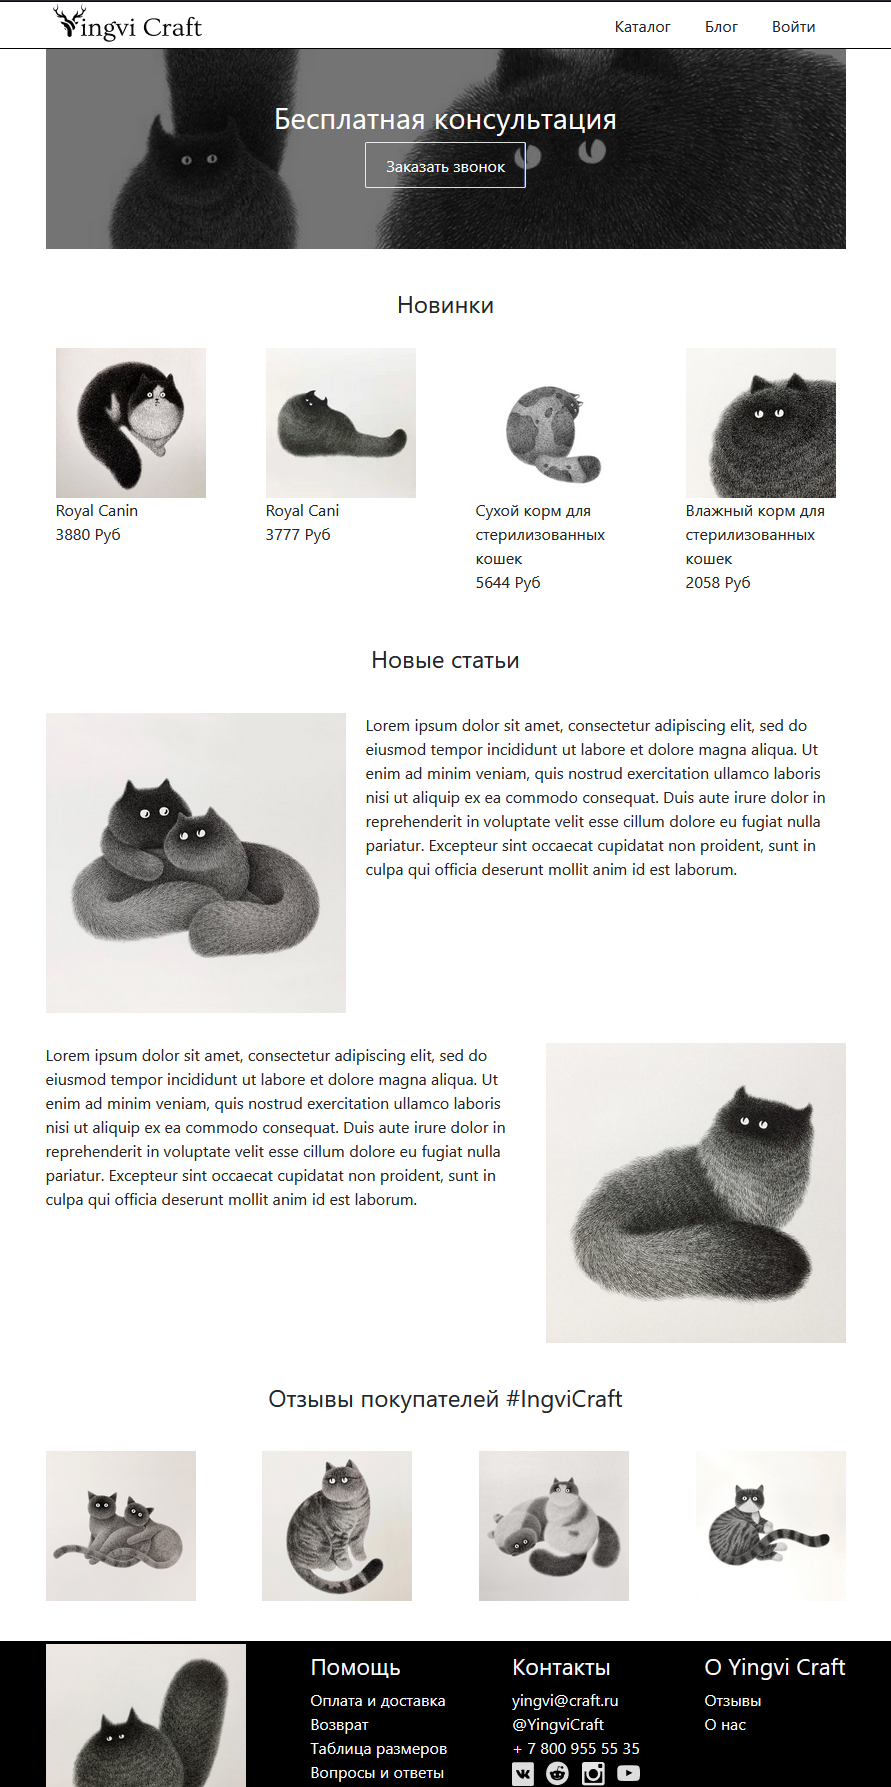 Yingvi Craft
Каталог
Блог
Войти
Бесплатная консультация
Заказать звонок
Новинки
Royal Canin
3880 Руб
Royal Cani
3777 Руб
Сухой корм для
стерилизованных
кошек
5644 Руб
Влажный корм для
стерилизованных
кошек
2058 Руб
Новые статьи
Lorem ipsum dolor sit amet, consectetur adipiscing elit, sed do
eiusmod tempor incididunt ut labore et dolore magna aliqua. Ut
enim ad minim veniam, quis nostrud exercitation ullamco laboris
nisi ut aliquip ex ea commodo consequat. Duis aute irure dolor in
reprehenderit in voluptate velit esse cillum dolore eu fugiat nulla
pariatur. Excepteur sint occaecat cupidatat non proident, sunt in
culpa qui officia deserunt mollit anim id est laborum.
Lorem ipsum dolor sit amet, consectetur adipiscing elit, sed do
eiusmod tempor incididunt ut labore et dolore magna aliqua. Ut
enim ad minim veniam, quis nostrud exercitation ullamco laboris
nisi ut aliquip ex ea commodo consequat. Duis aute irure dolor in
reprehenderit in voluptate velit esse cillum dolore eu fugiat nulla
pariatur. Excepteur sint occaecat cupidatat non proident, sunt in
culpa qui officia deserunt mollit anim id est laborum.
Отзывы покупателей #IngviCraft
Помощь
Оплата и доставка
Возврат
Таблица размеров
Вопросы и ответы
Контакты
yingvi@craft.ru
@YingviCraft
+ 7 800 955 55 35
О Yingvi Craft
Отзывы
О нас